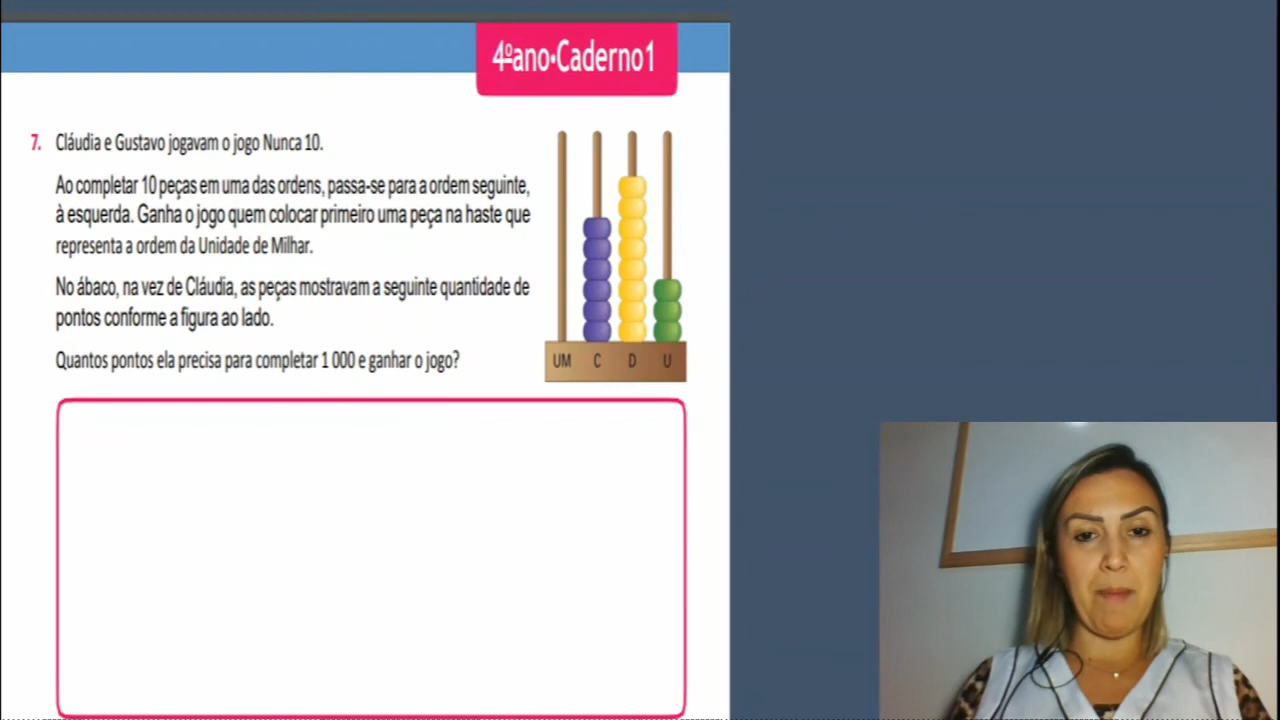 4ºano•Caderno1
7. Cláudia e Gustavo jogavam o jogo Nunca 10.
Ao completar 10 peças em uma das ordens, passa-se para a ordem seguinte,
à esquerda. Ganha o jogo quem colocar primeiro uma peça na haste que
representa a ordem da Unidade de Milhar.
No ábaco, na vez de Cláudia, as peças mostravam a seguinte quantidade de
pontos conforme a figura ao lado.
Quantos pontos ela precisa para completar 1 000 e ganhar o jogo?
UM C D U